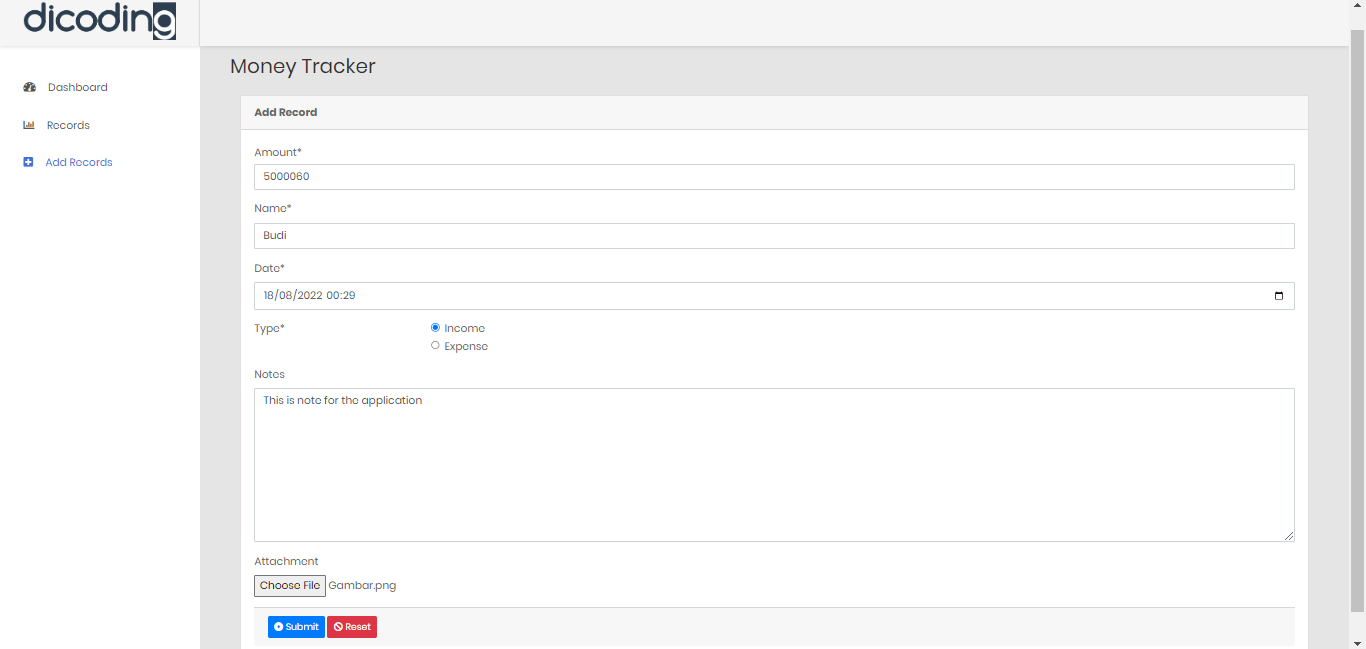 dicoding
Dashboard
Records
Add Records
Money Tracker
Add Record
Amount*
5000060
Name*
Budi
Date*
18/08/2022 00:29
Type*
Income
Expense
Notes
This is note for the application
Attachment
Choose File Gambar.png
Submit Reset